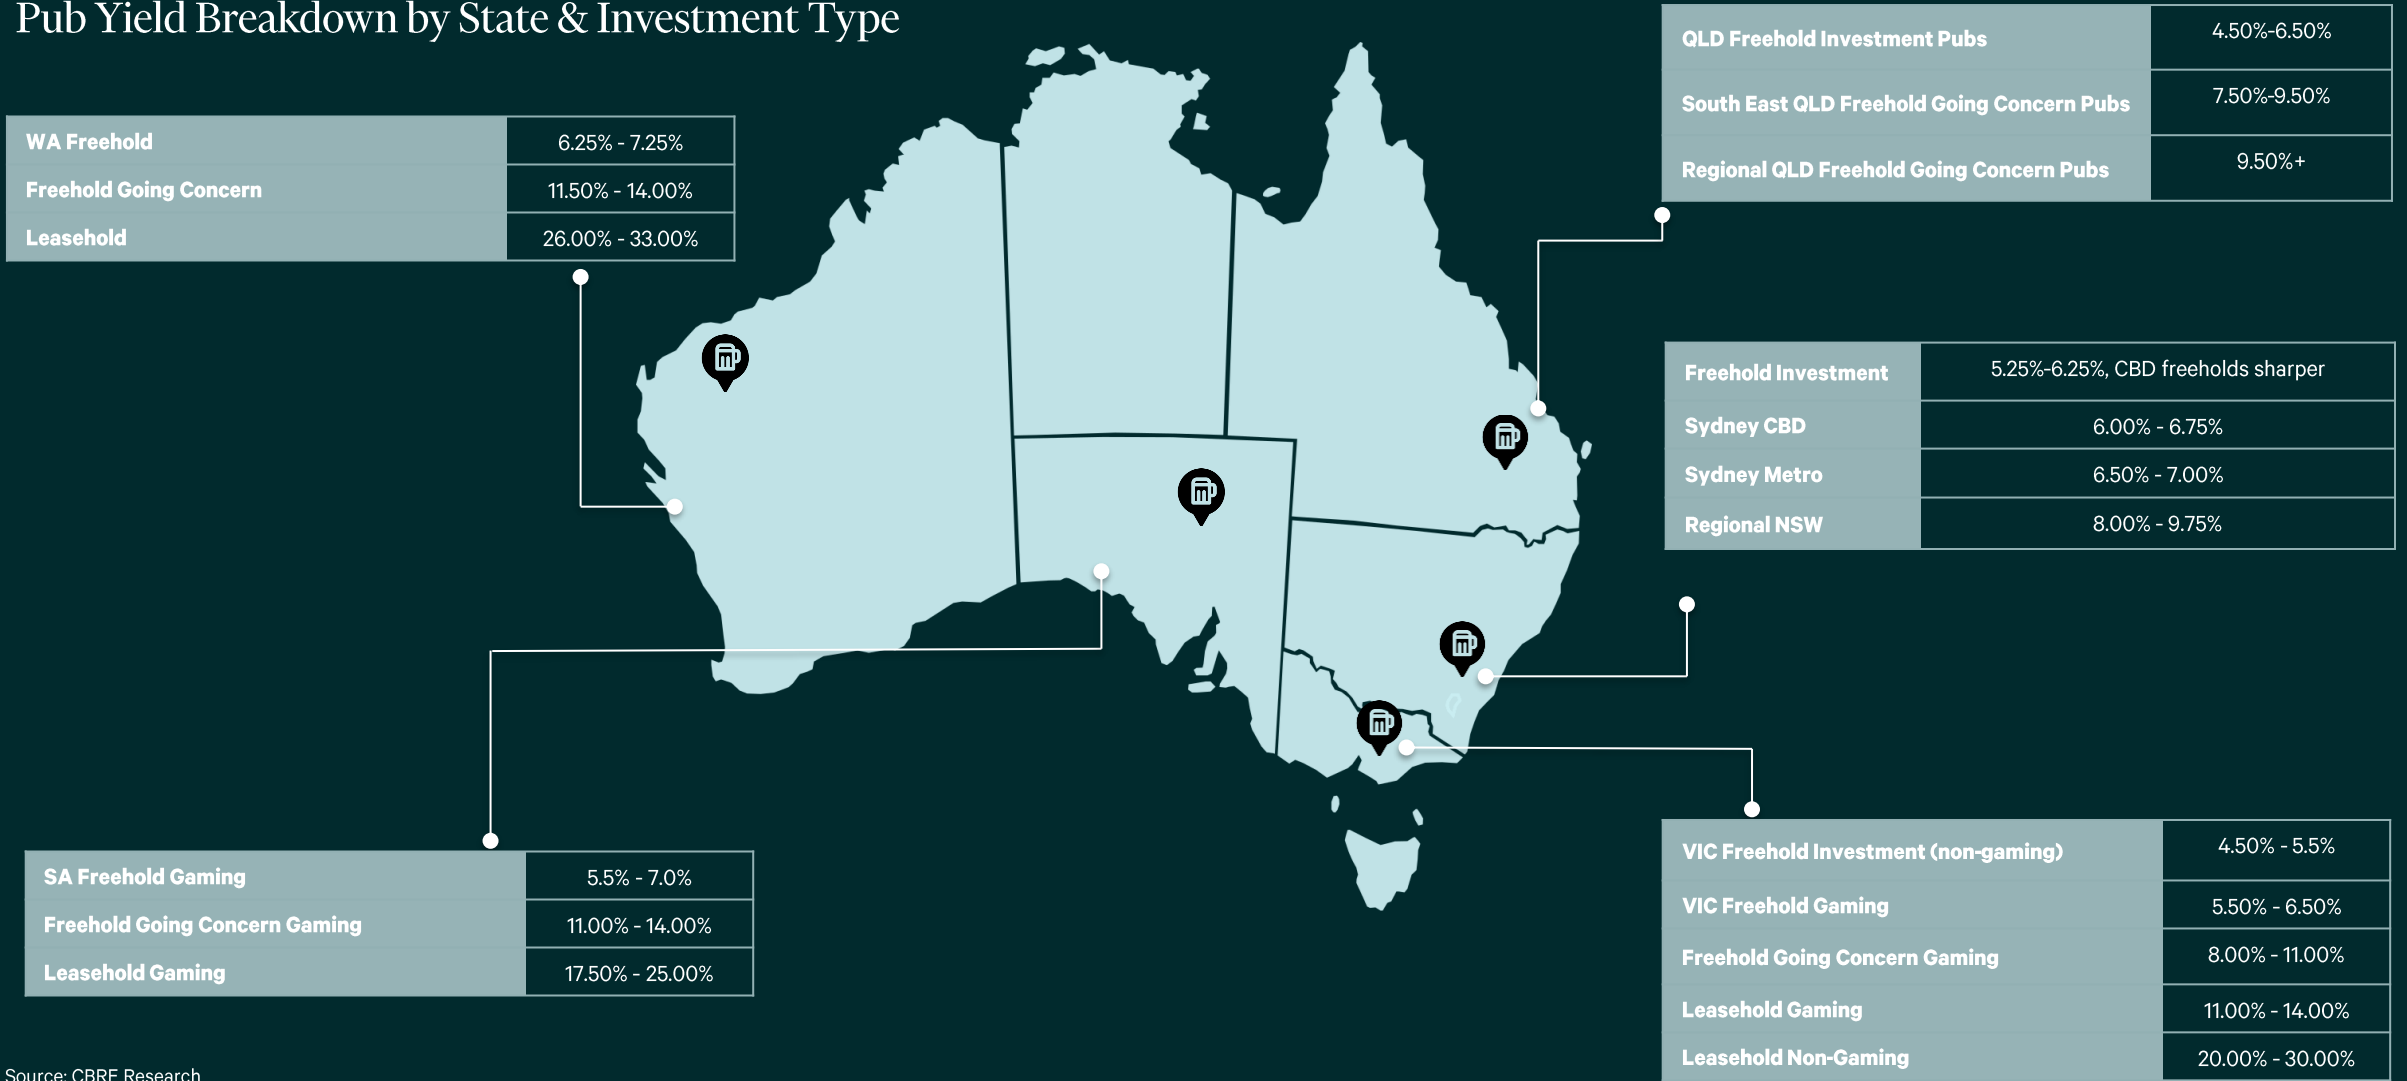 Pub Yield Breakdown by State & Investment Type
WA Freehold 6.25% - 7.25%
Freehold Going Concern 11.50% - 14.00%
Leasehold 26.00% - 33.00%
QLD Freehold Investment Pubs 4.50%-6.50%
South East QLD Freehold Going Concern Pubs 7.50%-9.50%
Regional QLD Freehold Going Concern Pubs 9.50%+
Freehold Investment 5.25%-6.25%, CBD freeholds sharper
Sydney CBD 6.00% - 6.75%
Sydney Metro 6.50% - 7.00%
Regional NSW 8.00% - 9.75%
SA Freehold Gaming 5.5% - 7.0%
Freehold Going Concern Gaming 11.00% - 14.00%
Leasehold Gaming 17.50% - 25.00%
VIC Freehold Investment (non-gaming) 4.50% - 5.5%
VIC Freehold Gaming 5.50% - 6.50%
Freehold Going Concern Gaming 8.00% - 11.00%
Leasehold Gaming 11.00% - 14.00%
Leasehold Non-Gaming 20.00% - 30.00%
Source: CBRE Research